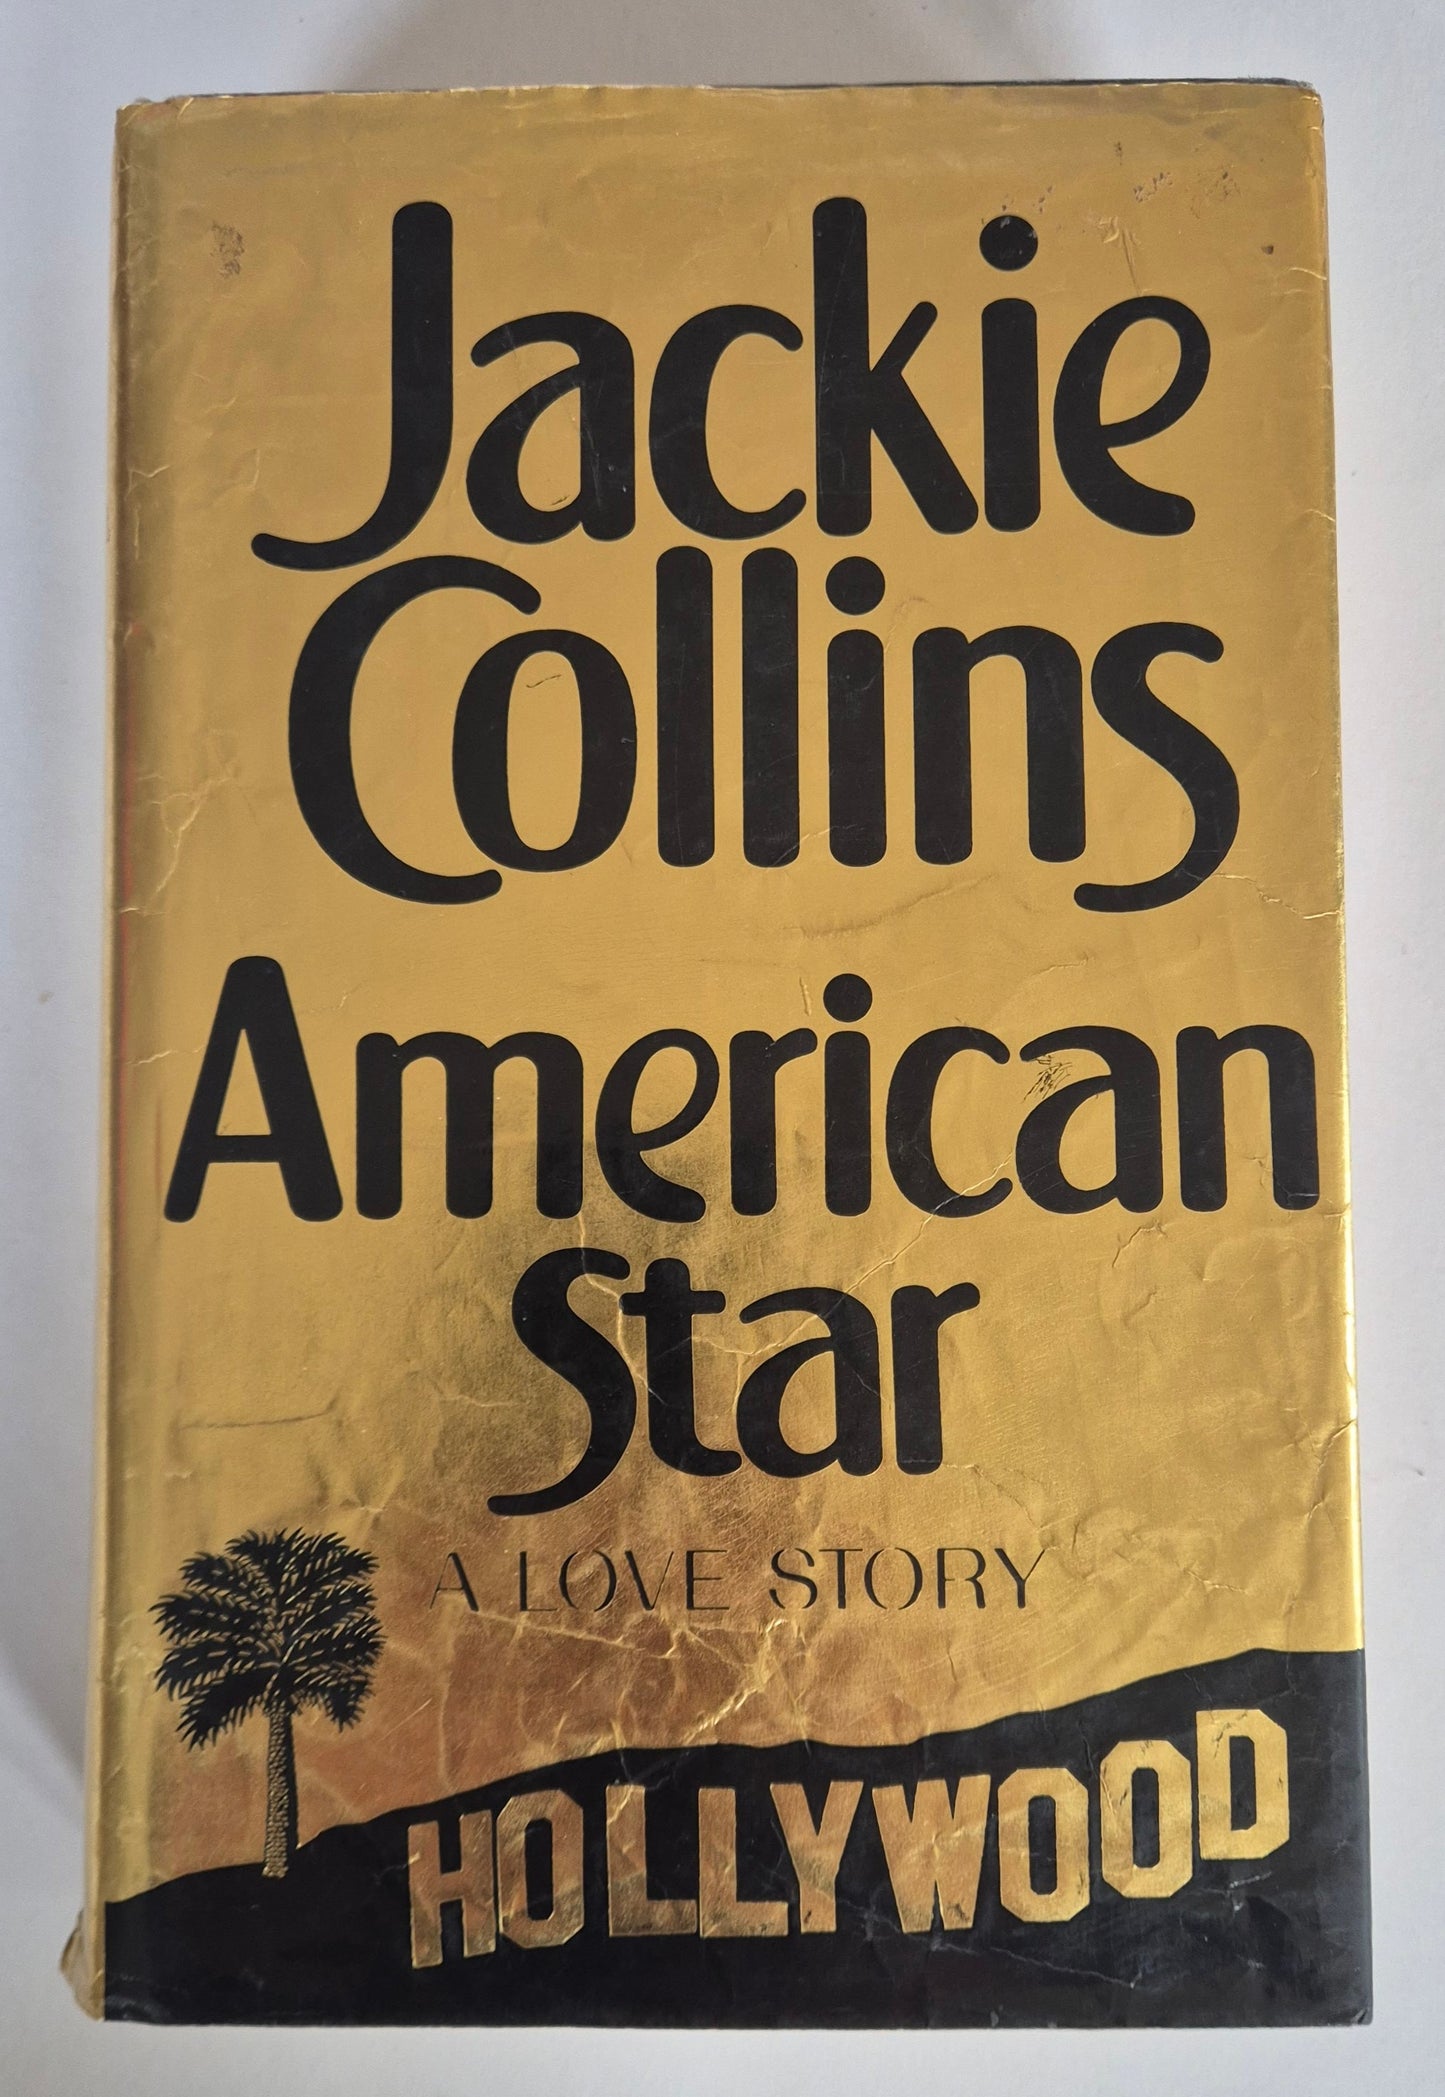 Jackie
Collins
American
Star
A LOVE STORY
HOLLYWOOD